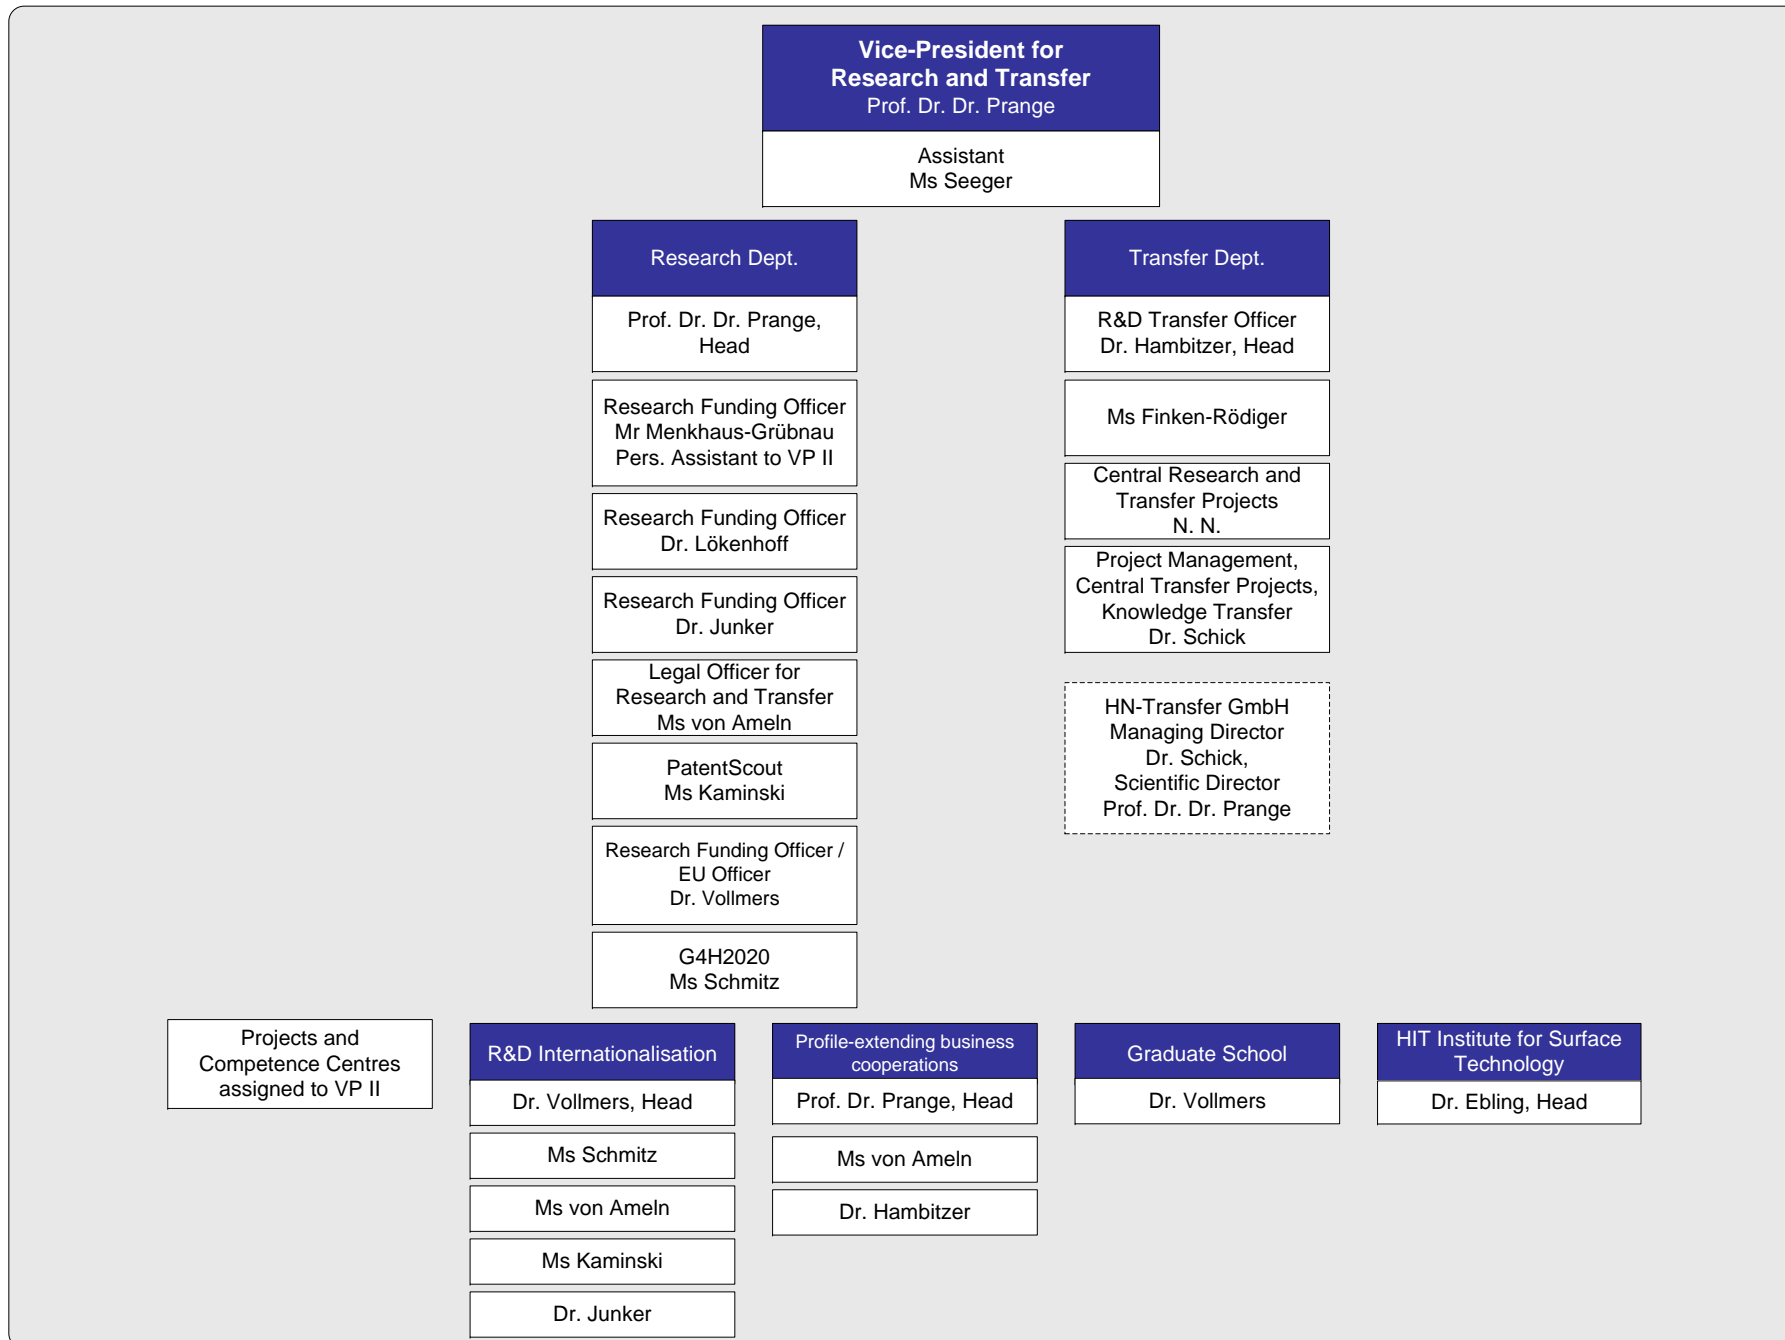 Vice-President for
Research and Transfer
Prof. Dr. Dr. Prange
Assistant
Ms Seeger
Research Dept.
Prof. Dr. Dr. Prange,
Head
Research Funding Officer
Mr Menkhaus-Grübnau
Pers. Assistant to VP II
Research Funding Officer
Dr. Lökenhoff
Research Funding Officer
Dr. Junker
Legal Officer for
Research and Transfer
Ms von Ameln
PatentScout
Ms Kaminski
Research Funding Officer /
EU Officer
Dr. Vollmers
G4H2020
Ms Schmitz
Transfer Dept.
R&D Transfer Officer
Dr. Hambitzer, Head
Ms Finken-Rödiger
Central Research and
Transfer Projects
N. N.
Project Management,
Central Transfer Projects,
Knowledge Transfer
Dr. Schick
HN-Transfer GmbH
Managing Director
Dr. Schick,
Scientific Director
Prof. Dr. Dr. Prange
Projects and
Competence Centres
assigned to VP II
R&D Internationalisation
Dr. Vollmers, Head
Ms Schmitz
Ms von Ameln
Ms Kaminski
Dr. Junker
Profile-extending business
cooperations
Prof. Dr. Prange, Head
Ms von Ameln
Dr. Hambitzer
Graduate School
Dr. Vollmers
HIT Institute for Surface
Technology
Dr. Ebling, Head